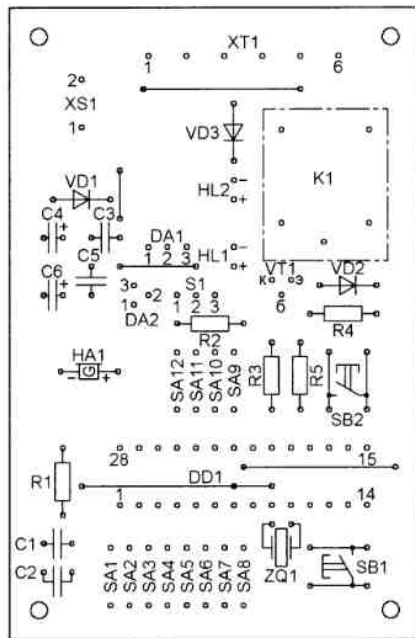 XT1
1 6
2
XS1
1
VD3
K1
HL2
-
+
VD1
C4 + C3
DA1
1 2 3
HL1
-
+
VT1
К Э
б
VD2
C5
C6 +
3
1 2
DA2
S1
1 2 3
R2
R4
HA1
- G +
SA12
SA11
SA10
SA9
R3
R5
SB2
28 15
DD1
1 14
R1
C1
C2
SA1
SA2
SA3
SA4
SA5
SA6
SA7
SA8
ZQ1
SB1